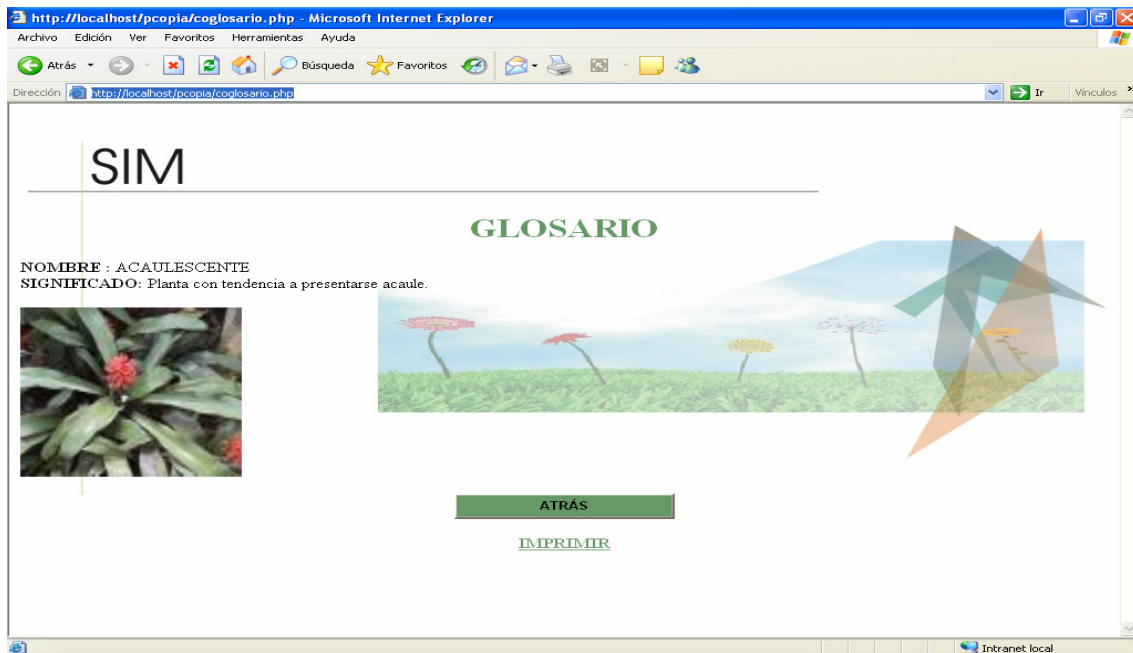 http://localhost/pcopia/coglosario.php - Microsoft Internet Explorer
Archivo Edición Ver Favoritos Herramientas Ayuda
Atrás Búsqueda Favoritos
Dirección http://localhost/pcopia/coglosario.php Ir Vínculos »
SIM
GLOSARIO
NOMBRE : ACAULESCENTE
SIGNIFICADO: Planta con tendencia a presentarse acaule.
ATRÁS
IMPRIMIR
Intranet local